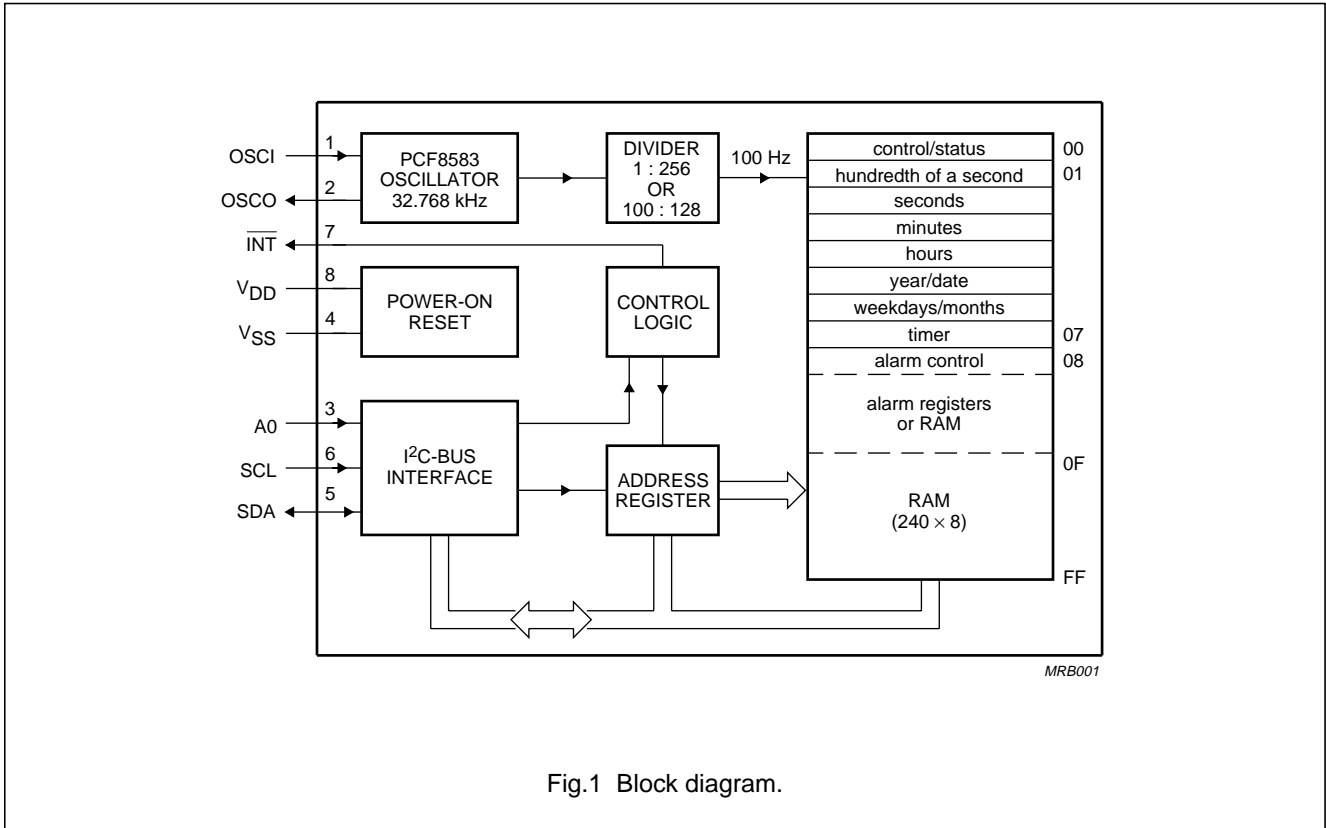 OSCI
1
OSCO
2
INT
7
VDD
8
VSS
4
A0
3
SCL
6
SDA
5
PCF8583
OSCILLATOR
32.768 kHz
DIVIDER
1 : 256
OR
100 : 128
100 Hz
POWER-ON
RESET
CONTROL
LOGIC
I²C-BUS
INTERFACE
ADDRESS
REGISTER
control/status 00
hundredth of a second 01
seconds
minutes
hours
year/date
weekdays/months
timer 07
alarm control 08
alarm registers
or RAM
0F
RAM
(240 × 8)
FF
MRB001
Fig.1 Block diagram.